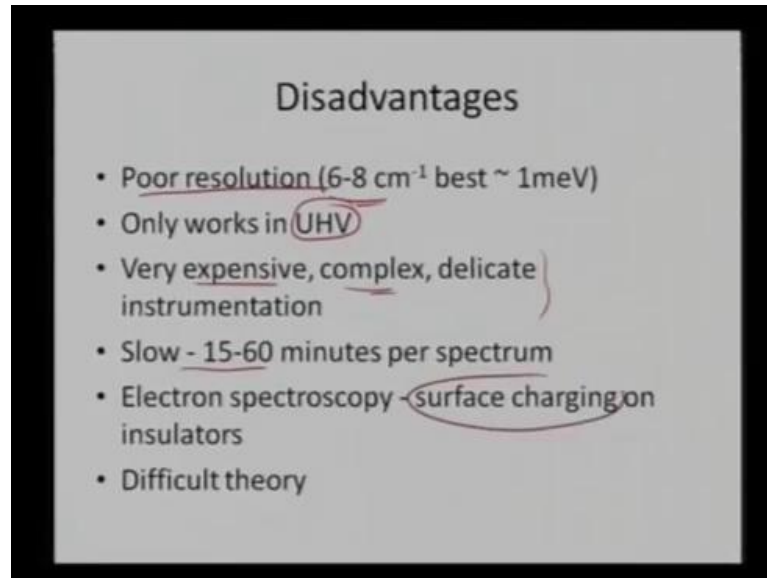 Disadvantages
• Poor resolution (6-8 cm⁻¹ best ~ 1meV)
• Only works in UHV
• Very expensive, complex, delicate
instrumentation
• Slow - 15-60 minutes per spectrum
• Electron spectroscopy - surface charging on
insulators
• Difficult theory